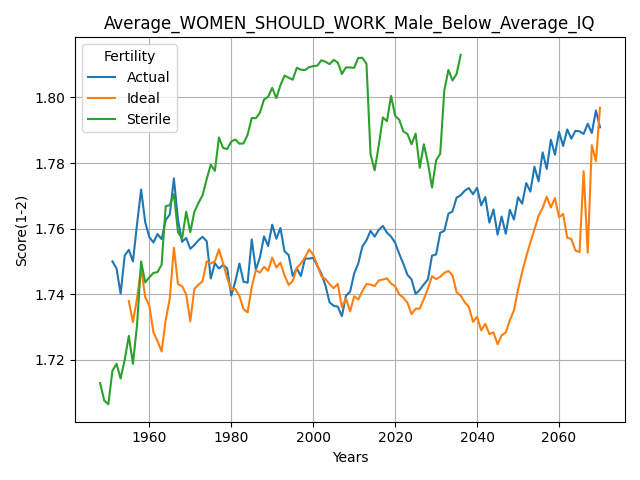 Average_WOMEN_SHOULD_WORK_Male_Below_Average_IQ
Fertility
Actual
Ideal
Sterile
Score(1-2)
1.80
1.78
1.76
1.74
1.72
1960 1980 2000 2020 2040 2060
Years